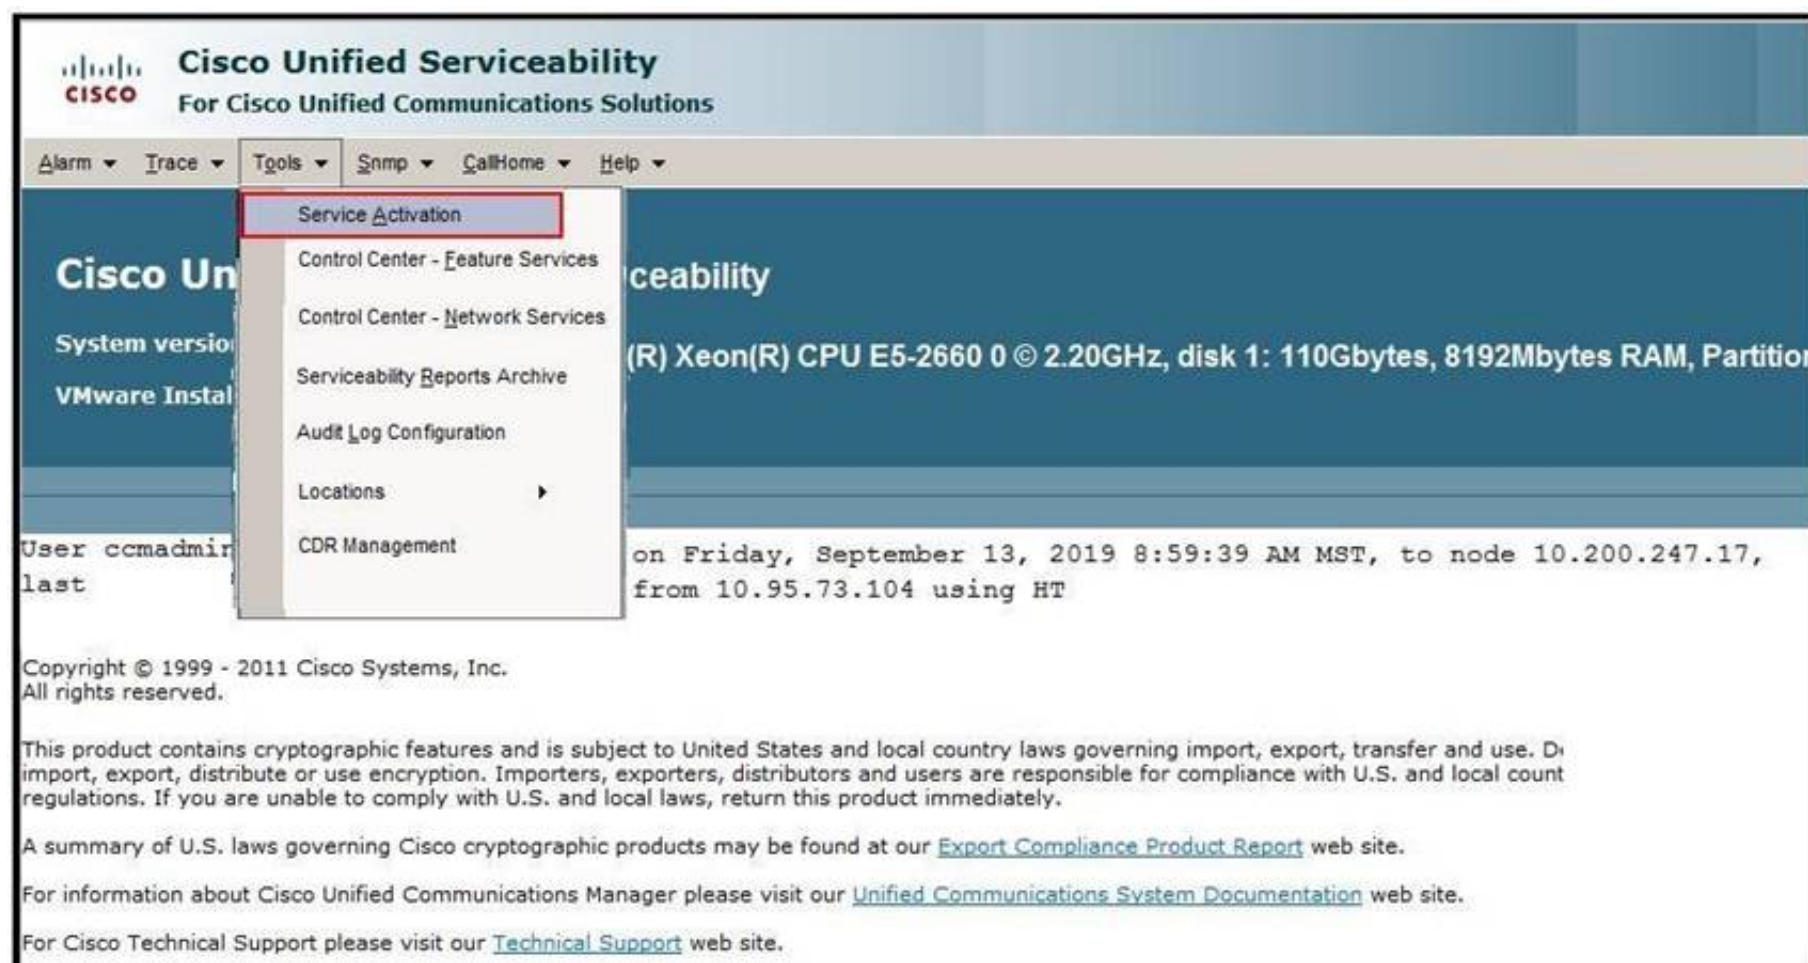 CISCO
Cisco Unified Serviceability
For Cisco Unified Communications Solutions
Alarm Trace Tools Snmp CallHome Help
Service Activation
Control Center - Feature Services
Control Center - Network Services
Serviceability Reports Archive
Audit Log Configuration
Locations
CDR Management
Cisco Un ceability
System versio (R) Xeon(R) CPU E5-2660 0 © 2.20GHz, disk 1: 110Gbytes, 8192Mbytes RAM, Partition
VMware Instal
User ccmadmin on Friday, September 13, 2019 8:59:39 AM MST, to node 10.200.247.17,
last from 10.95.73.104 using HT
Copyright © 1999 - 2011 Cisco Systems, Inc.
All rights reserved.
This product contains cryptographic features and is subject to United States and local country laws governing import, export, transfer and use. De
import, export, distribute or use encryption. Importers, exporters, distributors and users are responsible for compliance with U.S. and local count
regulations. If you are unable to comply with U.S. and local laws, return this product immediately.
A summary of U.S. laws governing Cisco cryptographic products may be found at our Export Compliance Product Report web site.
For information about Cisco Unified Communications Manager please visit our Unified Communications System Documentation web site.
For Cisco Technical Support please visit our Technical Support web site.